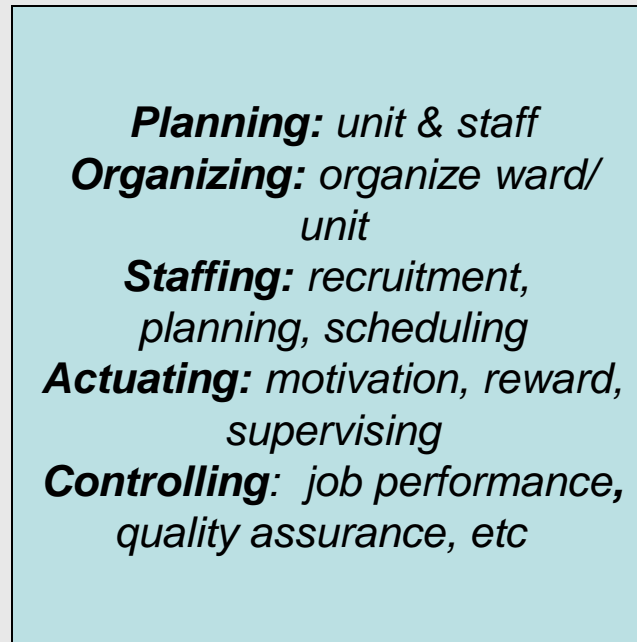 Planning: unit & staff
Organizing: organize ward/
unit
Staffing: recruitment,
planning, scheduling
Actuating: motivation, reward,
supervising
Controlling:  job performance,
quality assurance, etc